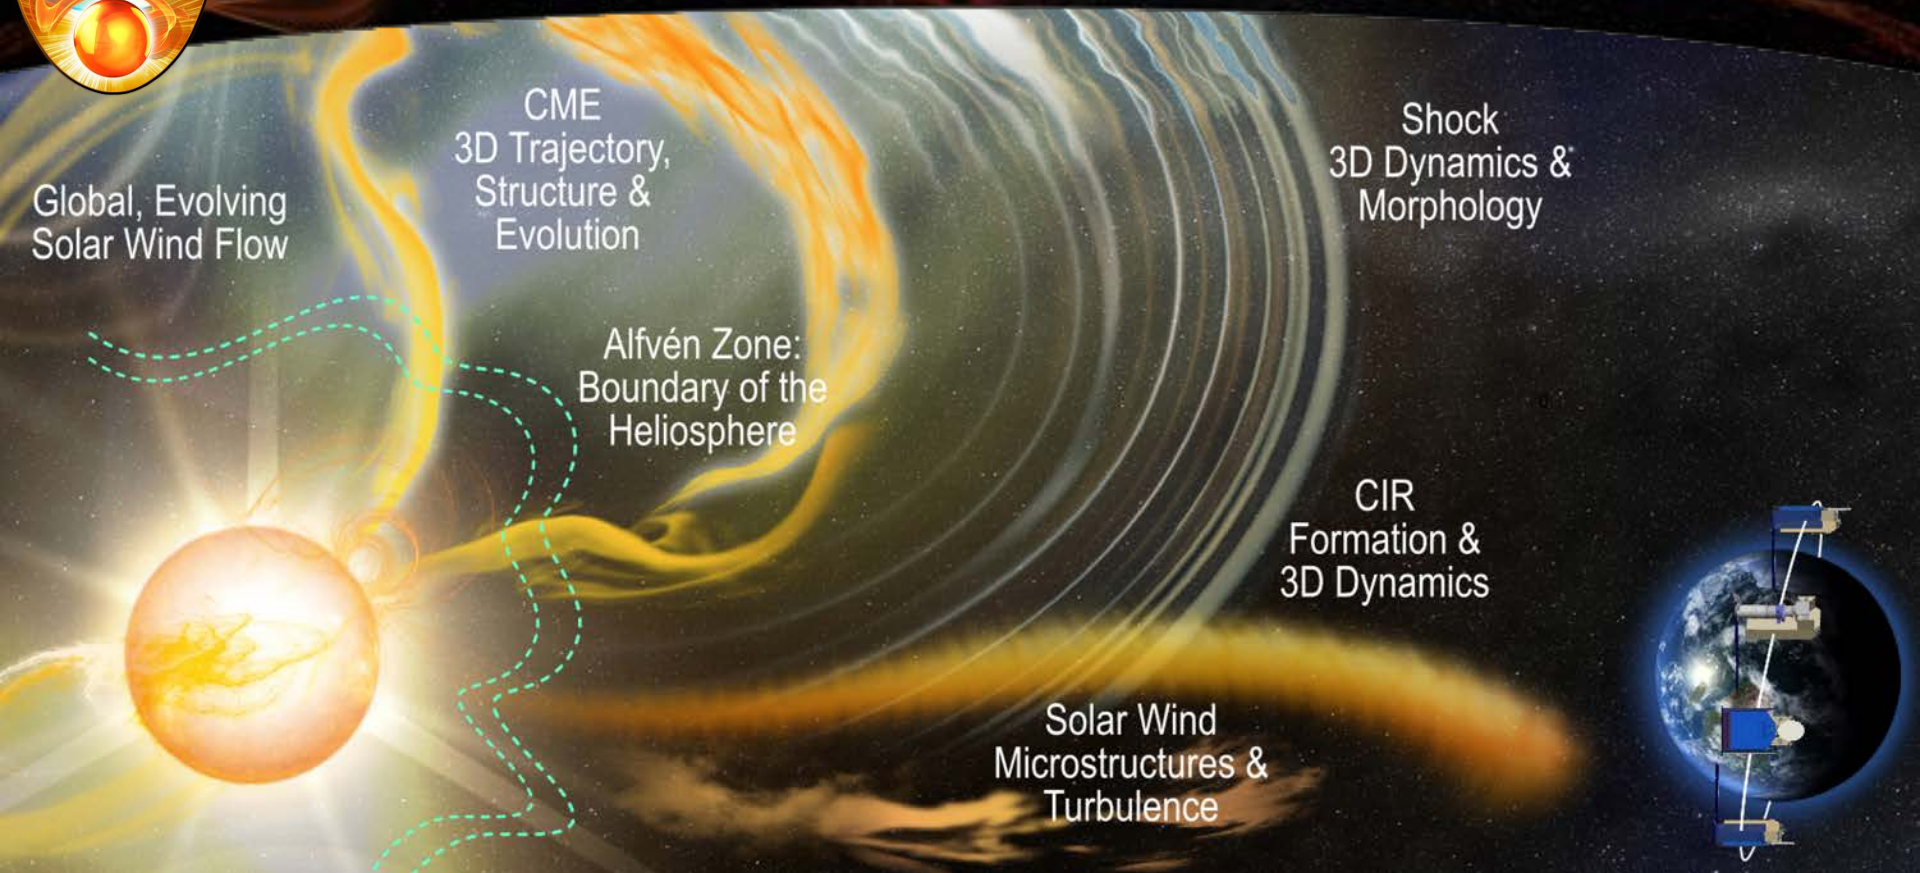 Global, Evolving
Solar Wind Flow
CME
3D Trajectory,
Structure &
Evolution
Shock
3D Dynamics &
Morphology
Alfvén Zone:
Boundary of the
Heliosphere
CIR
Formation &
3D Dynamics
Solar Wind
Microstructures &
Turbulence